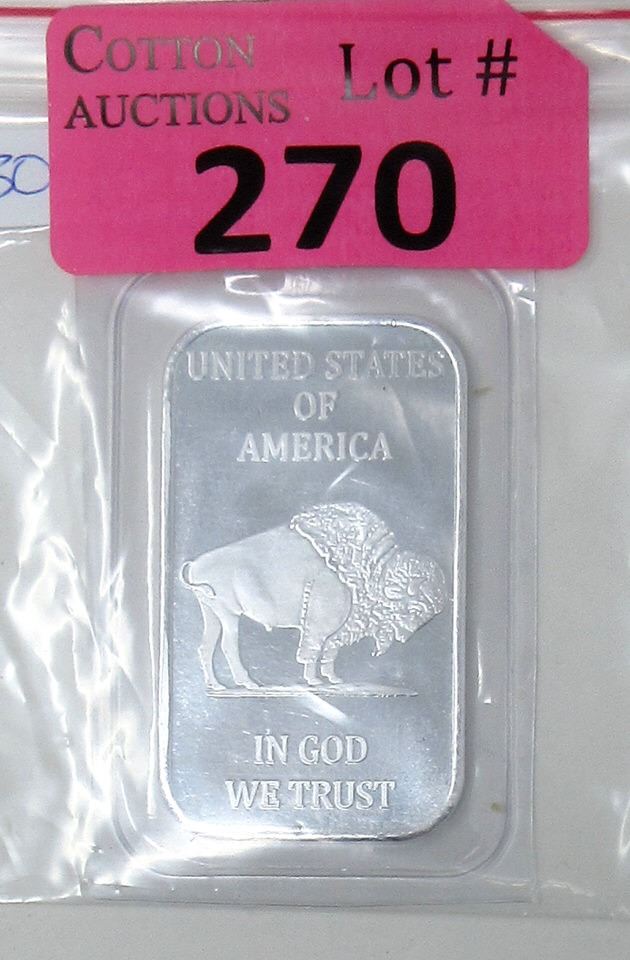 COTTON
AUCTIONS
Lot #
270
UNITED STATES
OF
AMERICA
IN GOD
WE TRUST